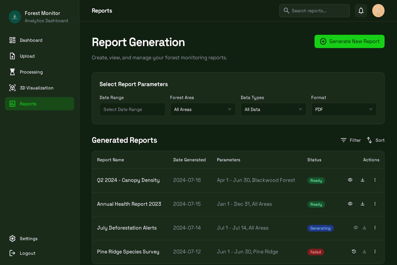 Forest Monitor
Analytics Dashboard
Dashboard
Upload
Processing
3D Visualization
Reports
Settings
Logout
Reports
Search reports...
Report Generation
Create, view, and manage your forest monitoring reports.
Generate New Report
Select Report Parameters
Date Range
Forest Area
Data Types
Format
Select Date Range
All Areas
All Data
PDF
Generated Reports
Filter
Sort
Report Name Date Generated Parameters Status Actions
Q2 2024 - Canopy Density 2024-07-15 Apr 1 - Jun 30, Blackwood Forest Ready
Annual Health Report 2023 2024-07-15 Jan 1 - Dec 31, All Areas Ready
July Deforestation Alerts 2024-07-14 Jul 1 - Jul 14, All Areas Generating
Pine Ridge Species Survey 2024-07-12 Jun 1 - Jun 30, Pine Ridge Failed